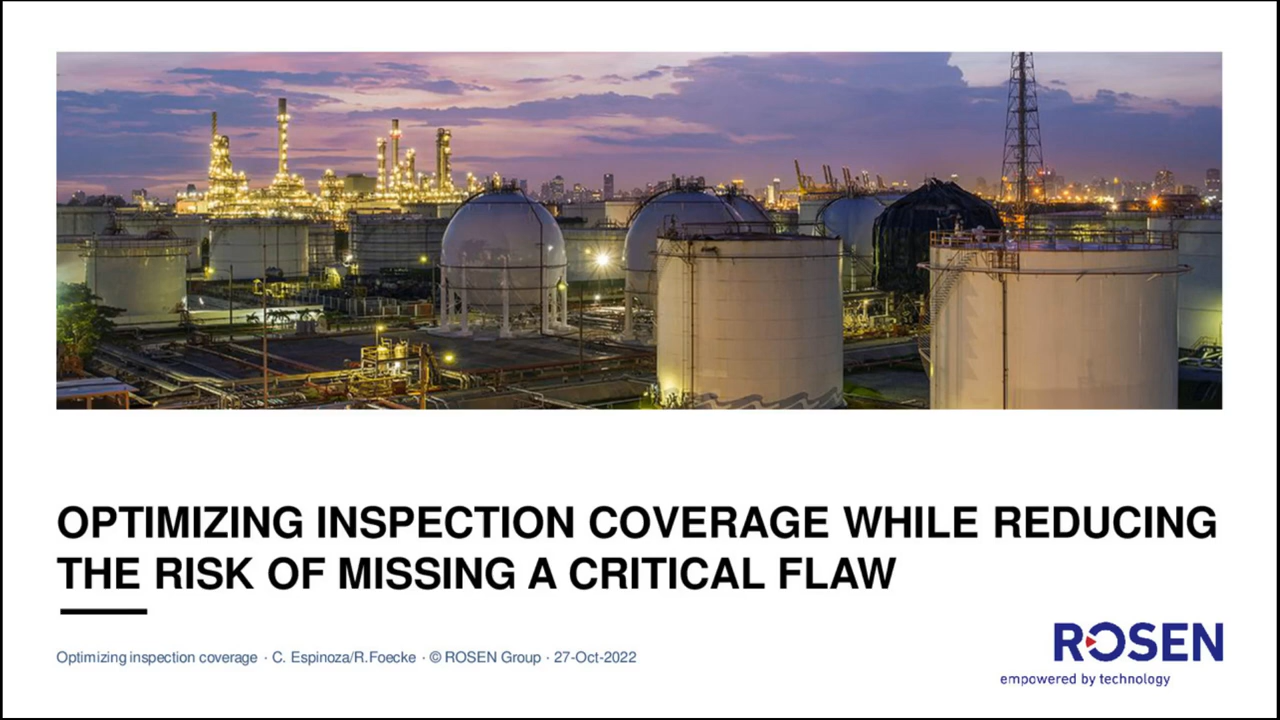 OPTIMIZING INSPECTION COVERAGE WHILE REDUCING
THE RISK OF MISSING A CRITICAL FLAW
Optimizing inspection coverage · C. Espinoza/R.Foecke · © ROSEN Group · 27-Oct-2022
ROSEN
empowered by technology